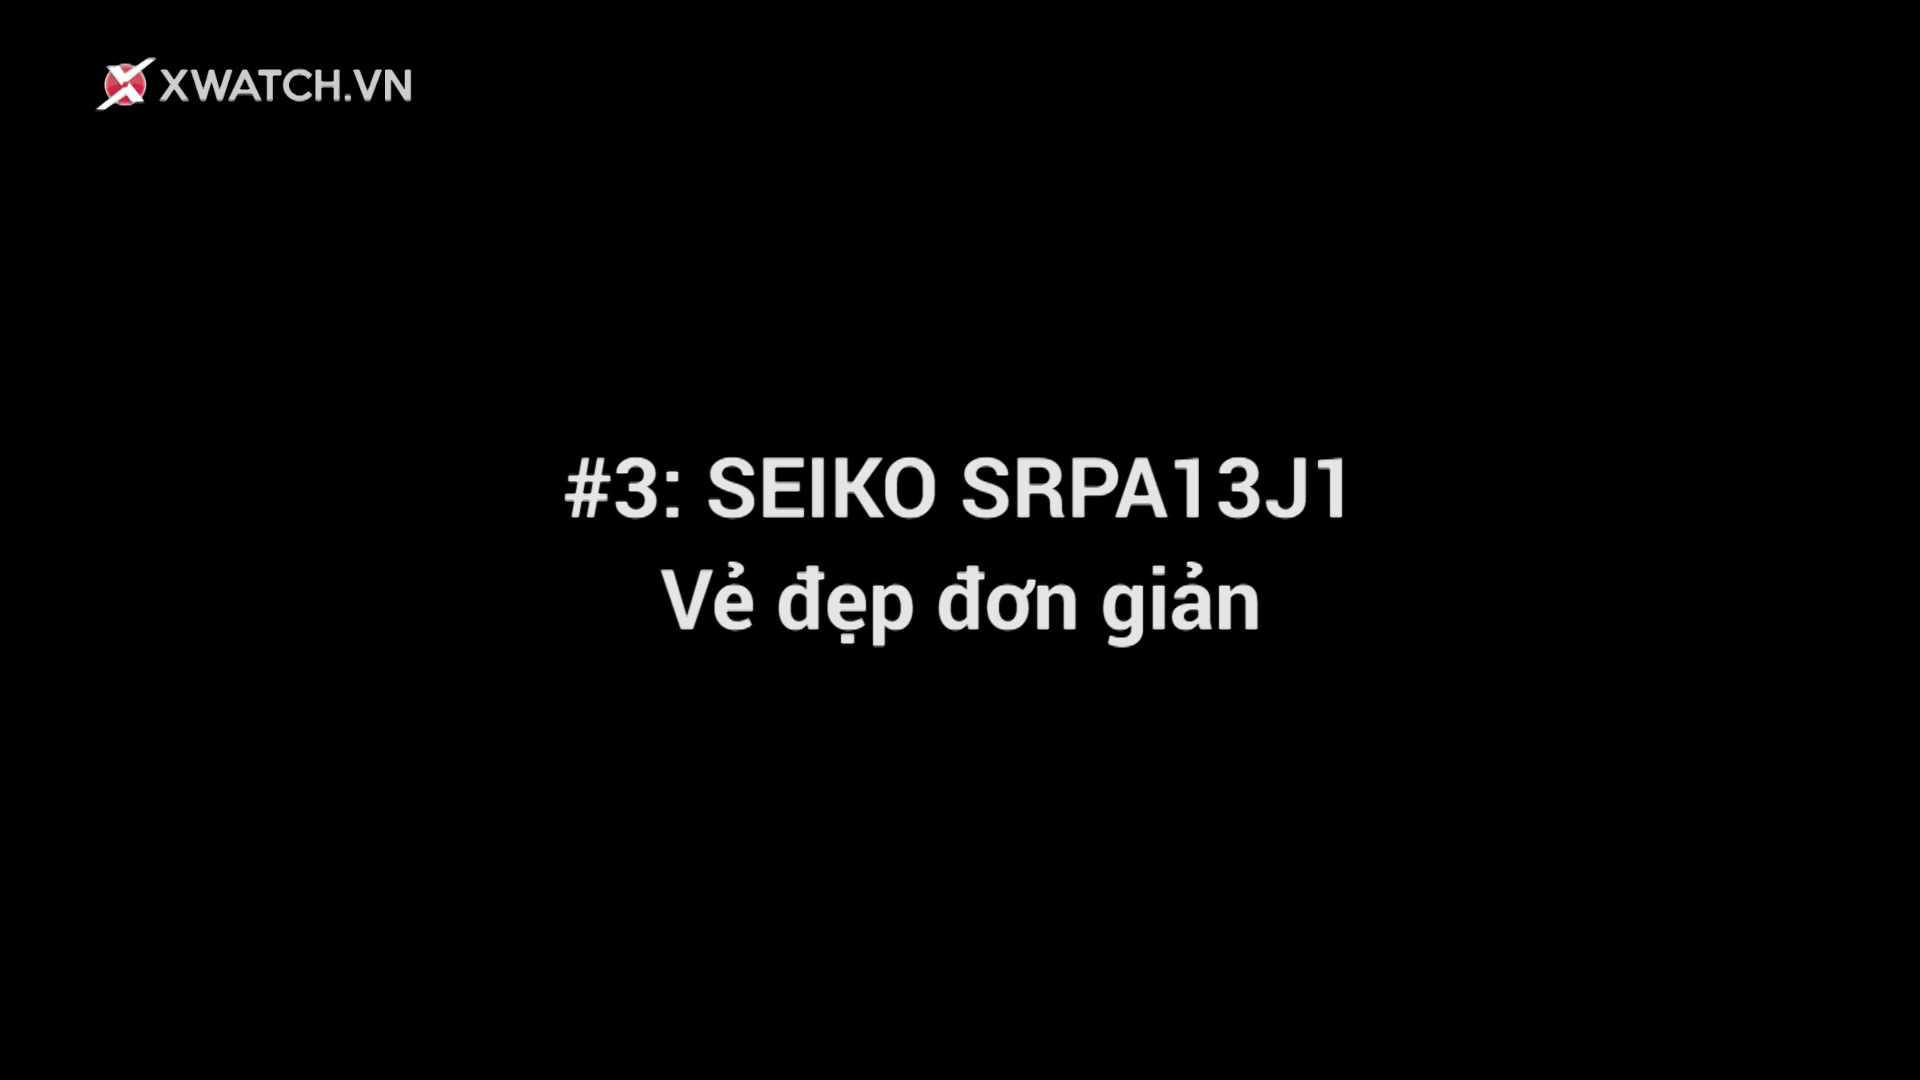 XWATCH.VN
#3: SEIKO SRPA13J1
Vẻ đẹp đơn giản